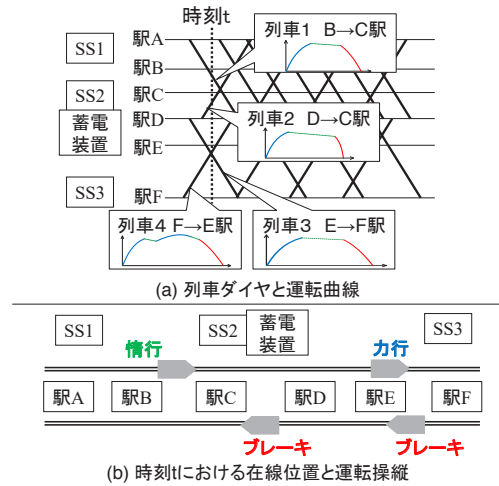 時刻t
列車1 B→C駅
SS1
駅A
駅B
SS2
駅C
蓄電
装置
駅D
列車2 D→C駅
駅E
SS3
駅F
列車4 F→E駅
列車3 E→F駅
(a) 列車ダイヤと運転曲線
SS1
SS2
蓄電
装置
SS3
惰行
力行
駅A
駅B
駅C
駅D
駅E
駅F
ブレーキ
ブレーキ
(b) 時刻tにおける在線位置と運転操縦